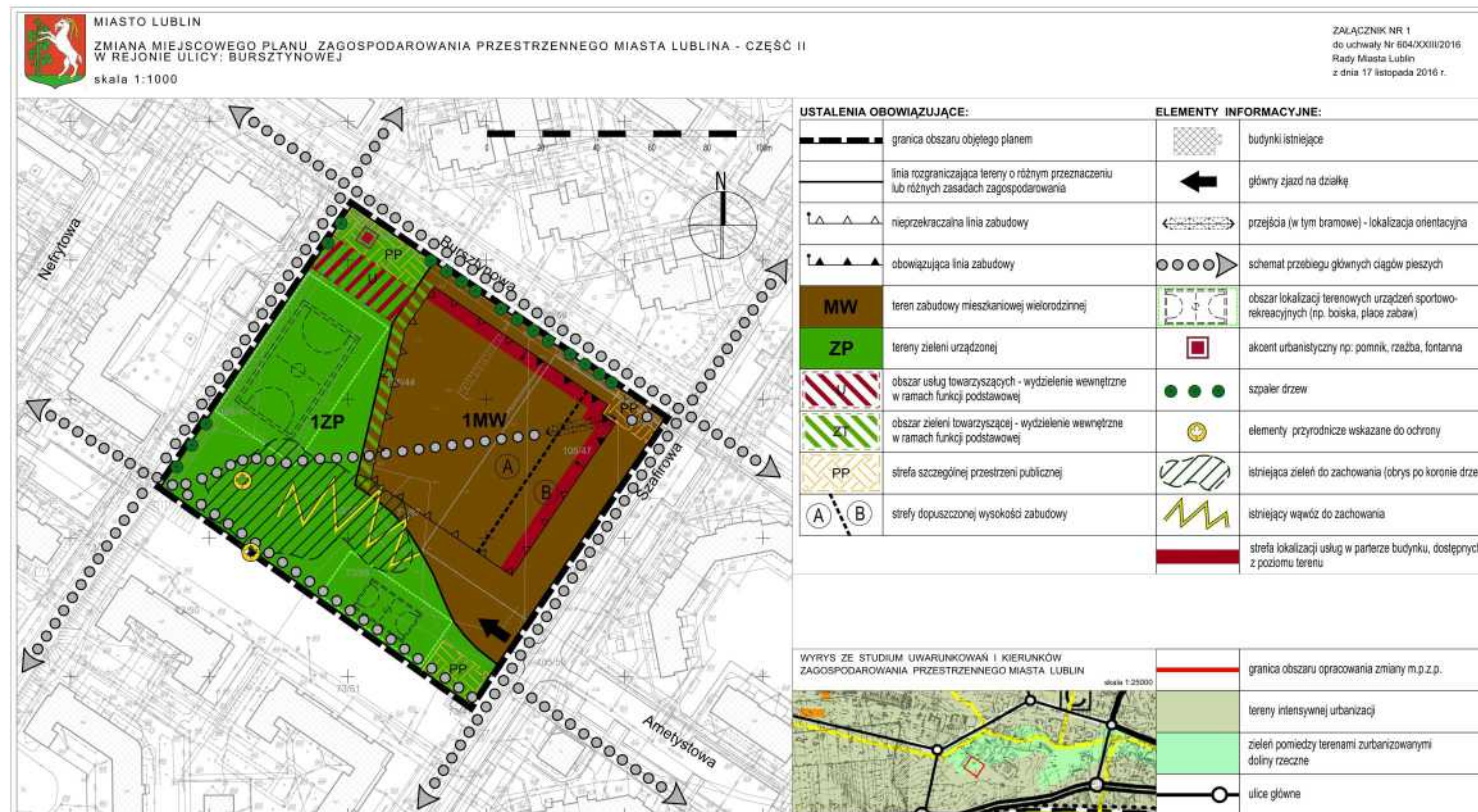 MIASTO LUBLIN
ZMIANA MIEJSCOWEGO PLANU ZAGOSPODAROWANIA PRZESTRZENNEGO MIASTA LUBLINA - CZĘŚĆ II
W REJONIE ULICY: BURSZTYNOWEJ
skala 1:1000
ZAŁĄCZNIK NR 1
do uchwały Nr 604/XXIII/2016
Rady Miasta Lublin
z dnia 17 listopada 2016 r.
0 20 40 60 80 100m
N
Nefrytowa
Bursztynowa
Szafirowa
Ametystowa
PP
U
1ZP
1MW
PP
A
B
PP
USTALENIA OBOWIĄZUJĄCE:
granica obszaru objętego planem
linia rozgraniczająca tereny o różnym przeznaczeniu
lub różnych zasadach zagospodarowania
nieprzekraczalna linia zabudowy
obowiązująca linia zabudowy
MW
teren zabudowy mieszkaniowej wielorodzinnej
ZP
tereny zieleni urządzonej
U
obszar usług towarzyszących - wydzielenie wewnętrzne
w ramach funkcji podstawowej
ZT
obszar zieleni towarzyszącej - wydzielenie wewnętrzne
w ramach funkcji podstawowej
PP
strefa szczególnej przestrzeni publicznej
A B
strefy dopuszczonej wysokości zabudowy
ELEMENTY INFORMACYJNE:
budynki istniejące
główny zjazd na działkę
przejścia (w tym bramowe) - lokalizacja orientacyjna
schemat przebiegu głównych ciągów pieszych
obszar lokalizacji terenowych urządzeń sportowo-
rekreacyjnych (np. boiska, place zabaw)
akcent urbanistyczny np: pomnik, rzeźba, fontanna
szpaler drzew
elementy przyrodnicze wskazane do ochrony
istniejąca zieleń do zachowania (obrys po koronie drze
istniejący wąwóz do zachowania
strefa lokalizacji usług w parterze budynku, dostępnych
z poziomu terenu
WYRYS ZE STUDIUM UWARUNKOWAŃ I KIERUNKÓW
ZAGOSPODAROWANIA PRZESTRZENNEGO MIASTA LUBLIN
skala 1:25000
granica obszaru opracowania zmiany m.p.z.p.
tereny intensywnej urbanizacji
zieleń pomiędzy terenami zurbanizowanymi
doliny rzeczne
ulice główne